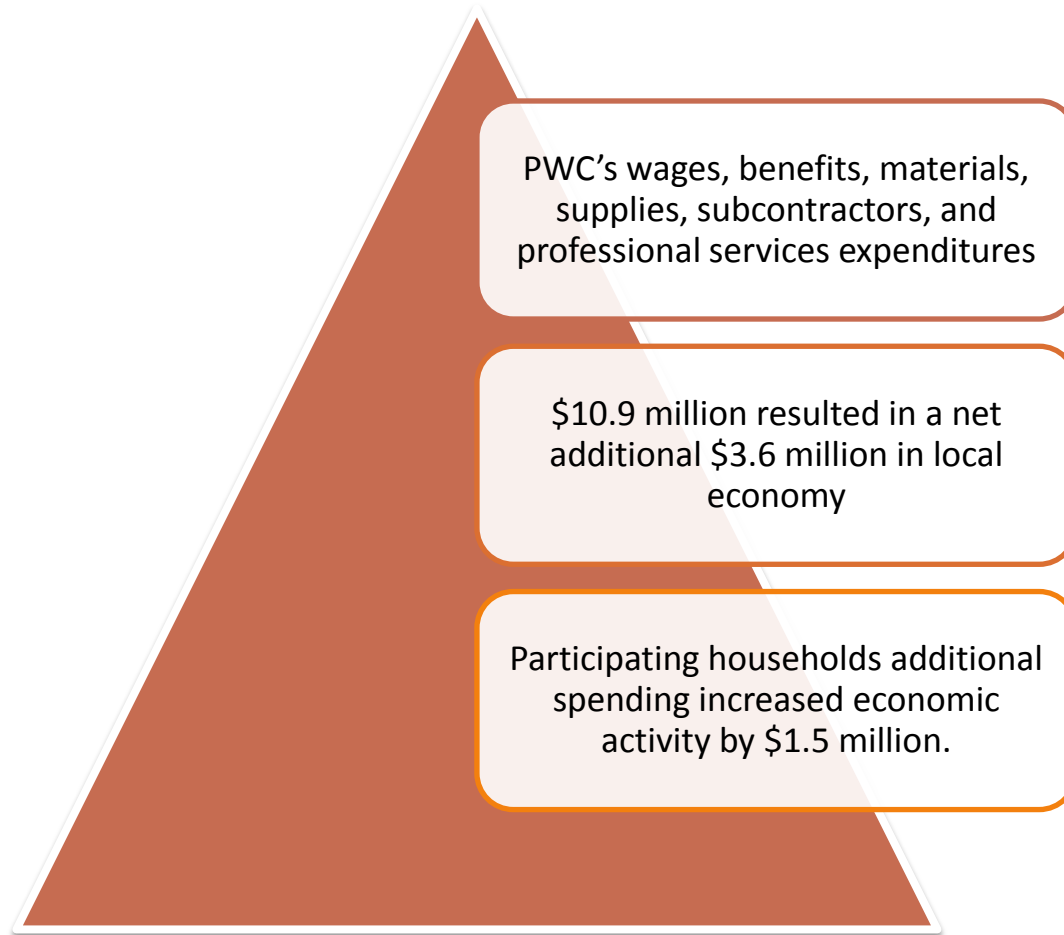 PWC’s wages, benefits, materials,
supplies, subcontractors, and
professional services expenditures
$10.9 million resulted in a net
additional $3.6 million in local
economy
Participating households additional
spending increased economic
activity by $1.5 million.